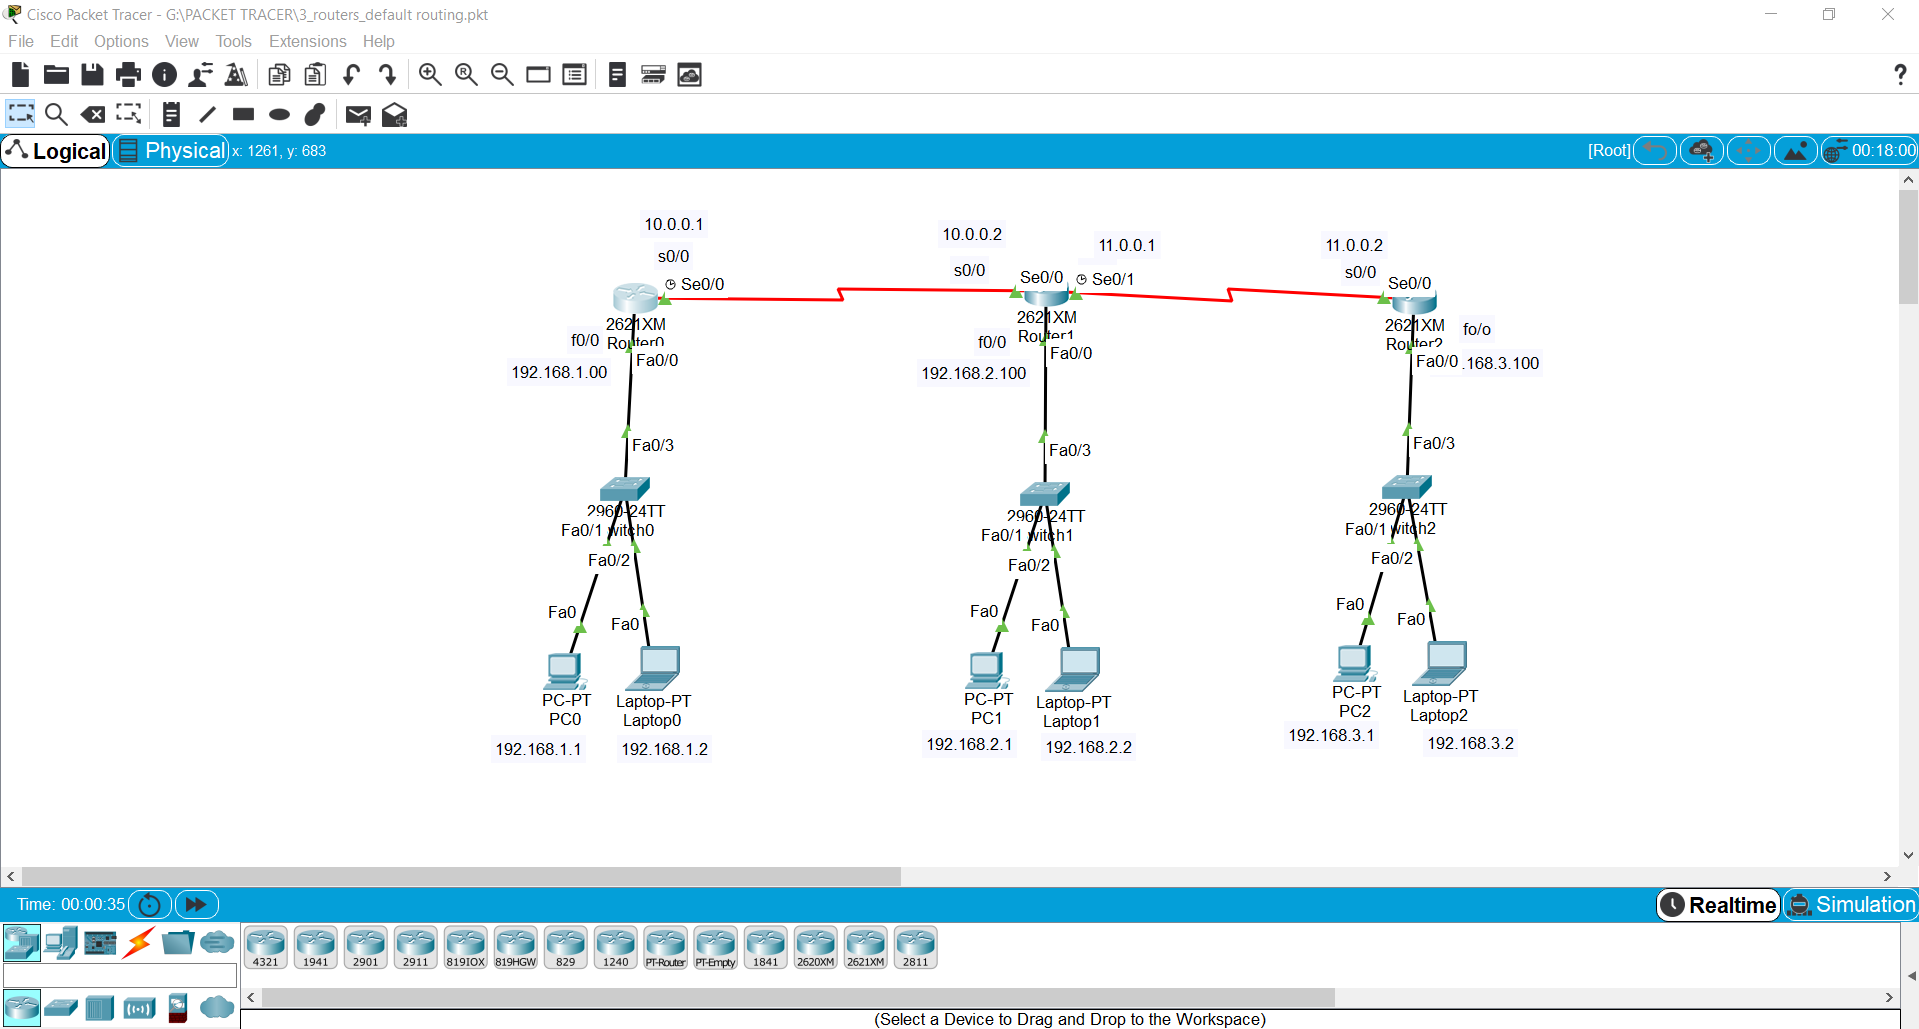 Cisco Packet Tracer - G:\PACKET TRACER\3_routers_default routing.pkt
File Edit Options View Tools Extensions Help
?
Logical Physical x: 1261, y: 683 [Root] 00:18:00
10.0.0.1
s0/0
Se0/0
2621XM
Router0
f0/0
Fa0/0
192.168.1.00
Fa0/3
2960-24TT
Fa0/1 witch0
Fa0/2
Fa0
Fa0
PC-PT
PC0
Laptop-PT
Laptop0
192.168.1.1
192.168.1.2
10.0.0.2
s0/0
Se0/0
11.0.0.1
Se0/1
2621XM
Router1
f0/0
Fa0/0
192.168.2.100
Fa0/3
2960-24TT
Fa0/1 witch1
Fa0/2
Fa0
Fa0
PC-PT
PC1
Laptop-PT
Laptop1
192.168.2.1
192.168.2.2
11.0.0.2
s0/0
Se0/0
2621XM
Router2
fo/o
Fa0/0 .168.3.100
Fa0/3
2960-24TT
Fa0/1 witch2
Fa0/2
Fa0
Fa0
PC-PT
PC2
Laptop-PT
Laptop2
192.168.3.1
192.168.3.2
Time: 00:00:35 Realtime Simulation
4321 1941 2901 2911 819IOX 819HGW 829 1240 PT-Router PT-Empty 1841 2620XM 2621XM 2811
(Select a Device to Drag and Drop to the Workspace)